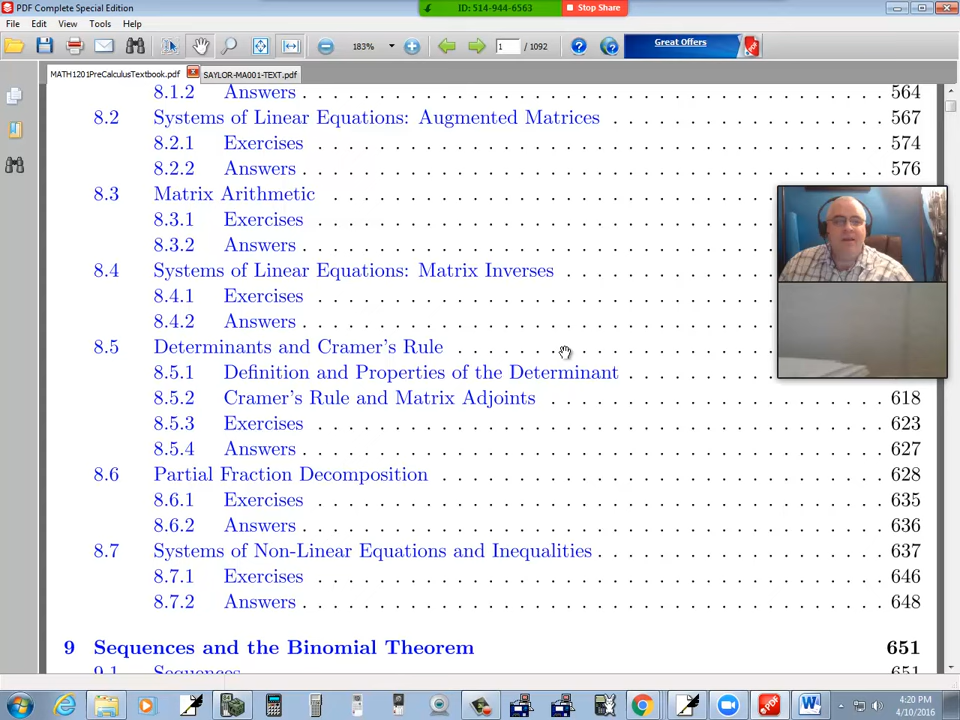 PDF Complete Special Edition
ID: 514-944-6563
Stop Share
File Edit View Tools Help
183%
1 / 1092
Great Offers
MATH1201PreCalculusTextbook.pdf
SAYLOR-MA001-TEXT.pdf
8.1.2 Answers . . . 564
8.2 Systems of Linear Equations: Augmented Matrices . . . 567
8.2.1 Exercises . . . 574
8.2.2 Answers . . . 576
8.3 Matrix Arithmetic . . .
8.3.1 Exercises . . .
8.3.2 Answers . . .
8.4 Systems of Linear Equations: Matrix Inverses . . .
8.4.1 Exercises . . .
8.4.2 Answers . . .
8.5 Determinants and Cramer's Rule . . .
8.5.1 Definition and Properties of the Determinant . . .
8.5.2 Cramer's Rule and Matrix Adjoints . . . 618
8.5.3 Exercises . . . 623
8.5.4 Answers . . . 627
8.6 Partial Fraction Decomposition . . . 628
8.6.1 Exercises . . . 635
8.6.2 Answers . . . 636
8.7 Systems of Non-Linear Equations and Inequalities . . . 637
8.7.1 Exercises . . . 646
8.7.2 Answers . . . 648
9 Sequences and the Binomial Theorem 651
9.1 Sequences . . . 651
4:20 PM
4/10/2016